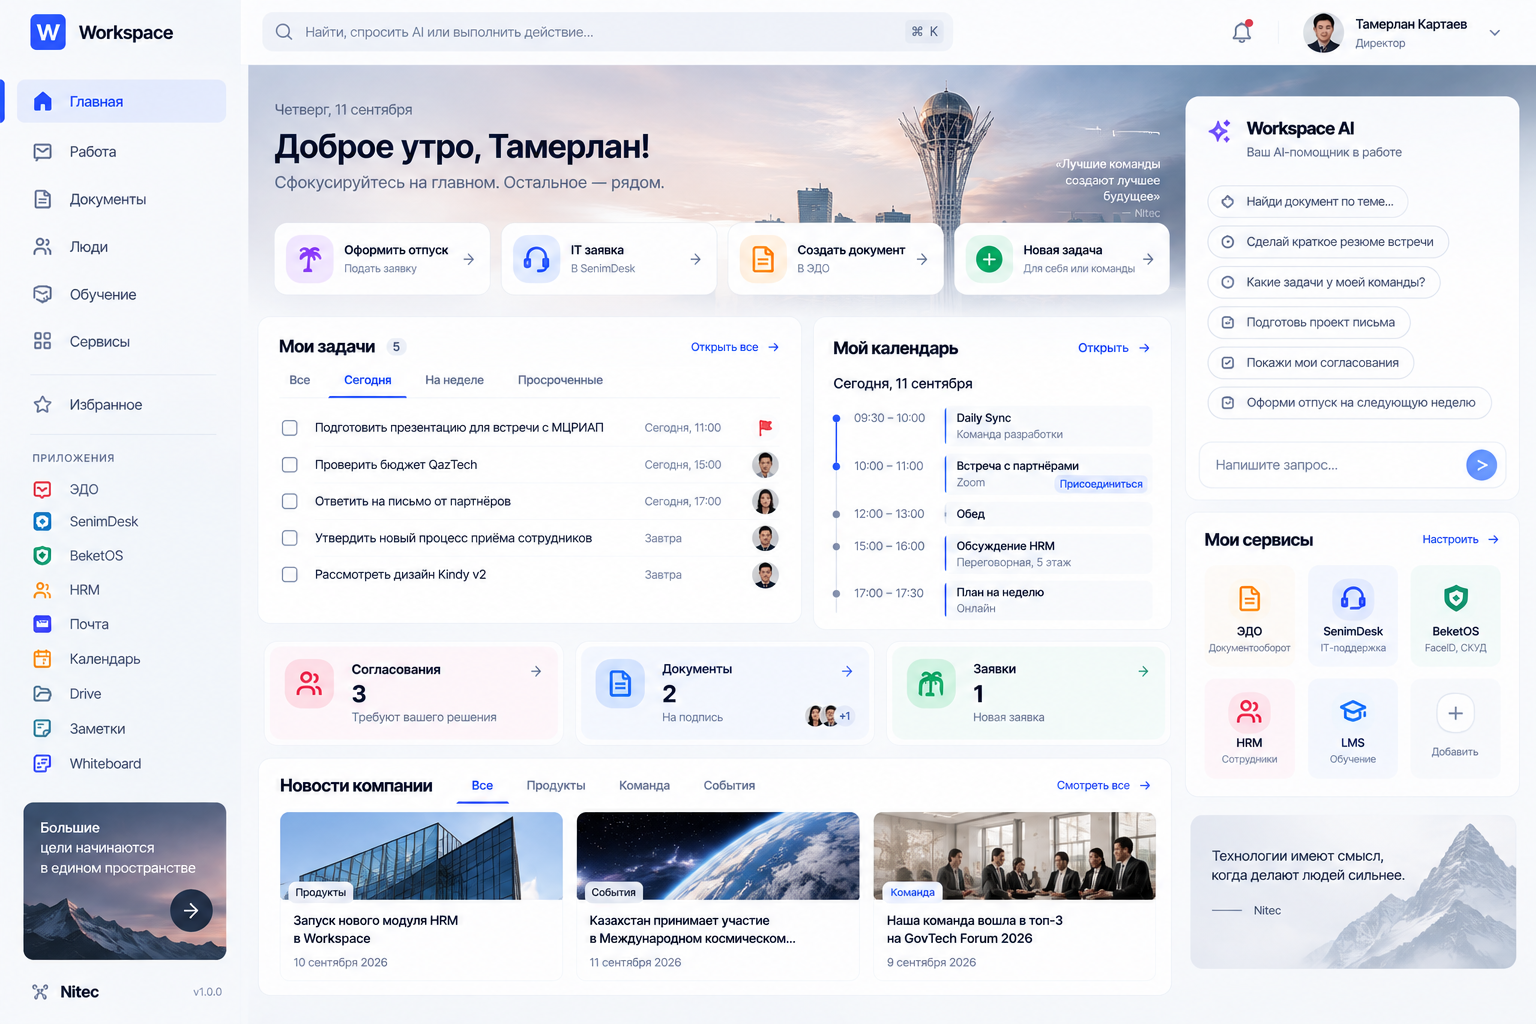 W Workspace
Найти, спросить AI или выполнить действие...
⌘ K
Тамерлан Картаев
Директор
Главная
Работа
Документы
Люди
Обучение
Сервисы
Избранное
ПРИЛОЖЕНИЯ
ЭДО
SenimDesk
BeketOS
HRM
Почта
Календарь
Drive
Заметки
Whiteboard
Большие
цели начинаются
в едином пространстве
Nitec
v1.0.0
Четверг, 11 сентября
Доброе утро, Тамерлан!
Сфокусируйтесь на главном. Остальное — рядом.
«Лучшие команды
создают лучшее
будущее»
Nitec
Оформить отпуск
Подать заявку
IT заявка
В SenimDesk
Создать документ
В ЭДО
Новая задача
Для себя или команды
Мои задачи 5
Открыть все
Все
Сегодня
На неделе
Просроченные
Подготовить презентацию для встречи с МЦРИАП
Сегодня, 11:00
Проверить бюджет QazTech
Сегодня, 15:00
Ответить на письмо от партнёров
Сегодня, 17:00
Утвердить новый процесс приёма сотрудников
Завтра
Рассмотреть дизайн Kindy v2
Завтра
Мой календарь
Открыть
Сегодня, 11 сентября
09:30 – 10:00
Daily Sync
Команда разработки
10:00 – 11:00
Встреча с партнёрами
Zoom
Присоединиться
12:00 – 13:00
Обед
15:00 – 16:00
Обсуждение HRM
Переговорная, 5 этаж
17:00 – 17:30
План на неделю
Онлайн
Согласования
3
Требуют вашего решения
Документы
2
На подпись
+1
Заявки
1
Новая заявка
Новости компании
Все
Продукты
Команда
События
Смотреть все
Продукты
Запуск нового модуля HRM
в Workspace
10 сентября 2026
События
Казахстан принимает участие
в Международном космическом...
11 сентября 2026
Команда
Наша команда вошла в топ-3
на GovTech Forum 2026
9 сентября 2026
Workspace AI
Ваш AI-помощник в работе
Найди документ по теме...
Сделай краткое резюме встречи
Какие задачи у моей команды?
Подготовь проект письма
Покажи мои согласования
Оформи отпуск на следующую неделю
Напишите запрос...
Мои сервисы
Настроить
ЭДО
Документооборот
SenimDesk
IT-поддержка
BeketOS
FaceID, СКУД
HRM
Сотрудники
LMS
Обучение
Добавить
Технологии имеют смысл,
когда делают людей сильнее.
Nitec